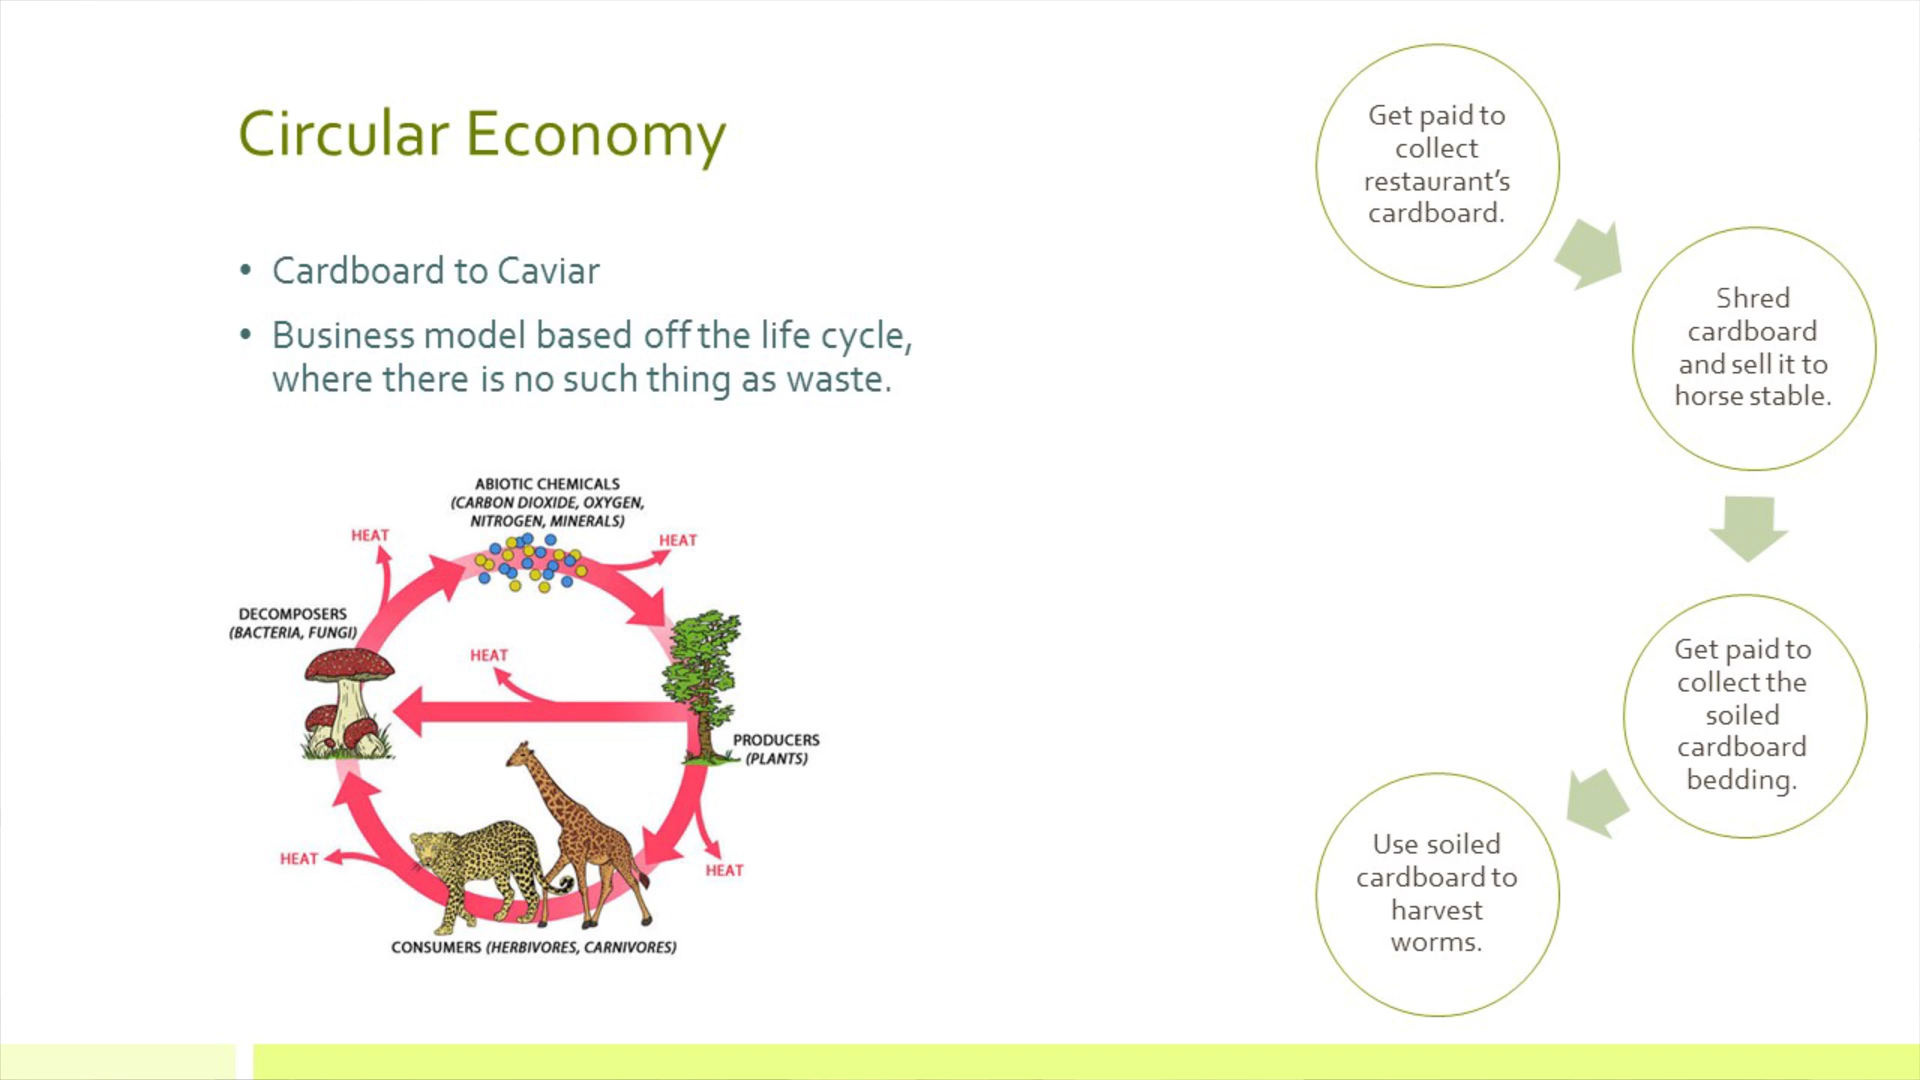 Circular Economy
• Cardboard to Caviar
• Business model based off the life cycle,
where there is no such thing as waste.
ABIOTIC CHEMICALS
(CARBON DIOXIDE, OXYGEN,
NITROGEN, MINERALS)
HEAT
HEAT
DECOMPOSERS
(BACTERIA, FUNGI)
HEAT
PRODUCERS
(PLANTS)
HEAT
HEAT
CONSUMERS (HERBIVORES, CARNIVORES)
Get paid to
collect
restaurant's
cardboard.
Shred
cardboard
and sell it to
horse stable.
Get paid to
collect the
soiled
cardboard
bedding.
Use soiled
cardboard to
harvest
worms.